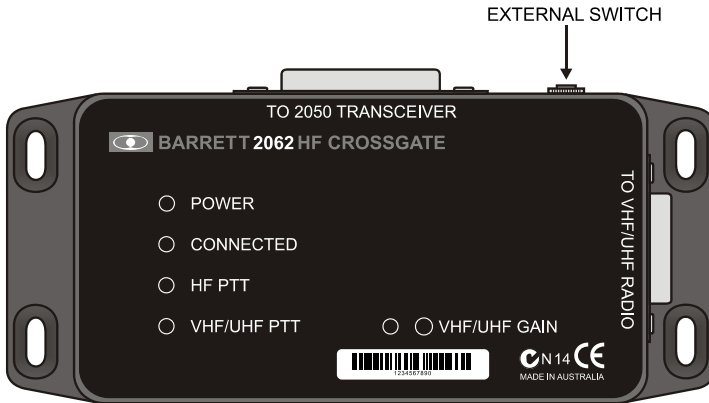 EXTERNAL SWITCH
TO 2050 TRANSCEIVER
BARRETT 2062 HF CROSSGATE
TO VHF/UHF RADIO
POWER
CONNECTED
HF PTT
VHF/UHF PTT
VHF/UHF GAIN
1234567890
N14 CE
MADE IN AUSTRALIA